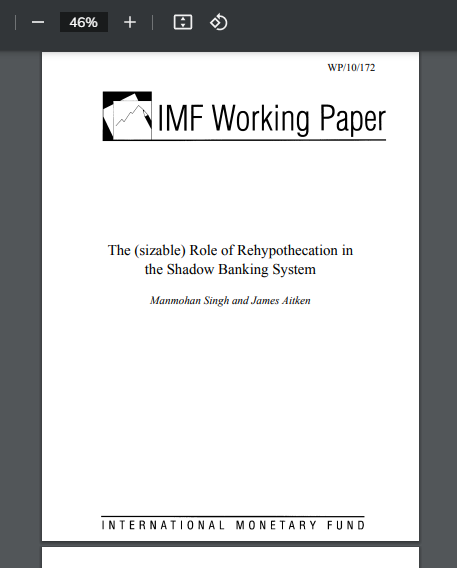 46%
WP/10/172
IMF Working Paper
The (sizable) Role of Rehypothecation in
the Shadow Banking System
Manmohan Singh and James Aitken
INTERNATIONAL MONETARY FUND